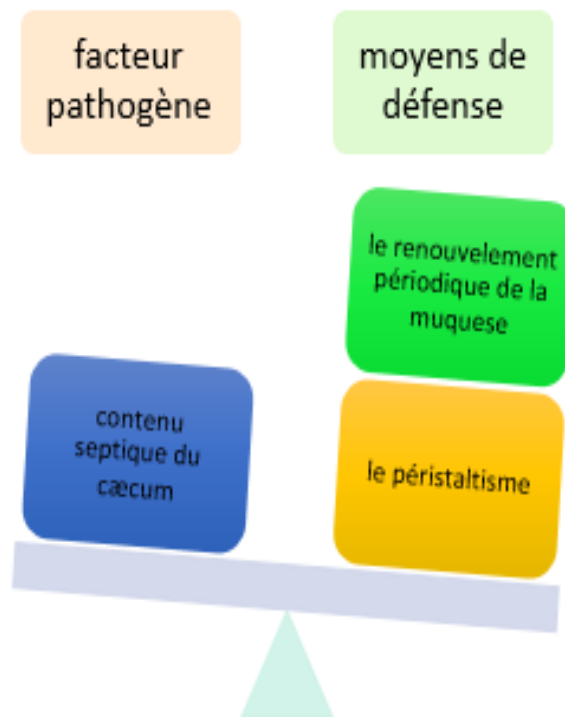 facteur
pathogène
moyens de
défense
le renouvelement
périodique de la
muquese
contenu
septique du
cæcum
le péristaltisme